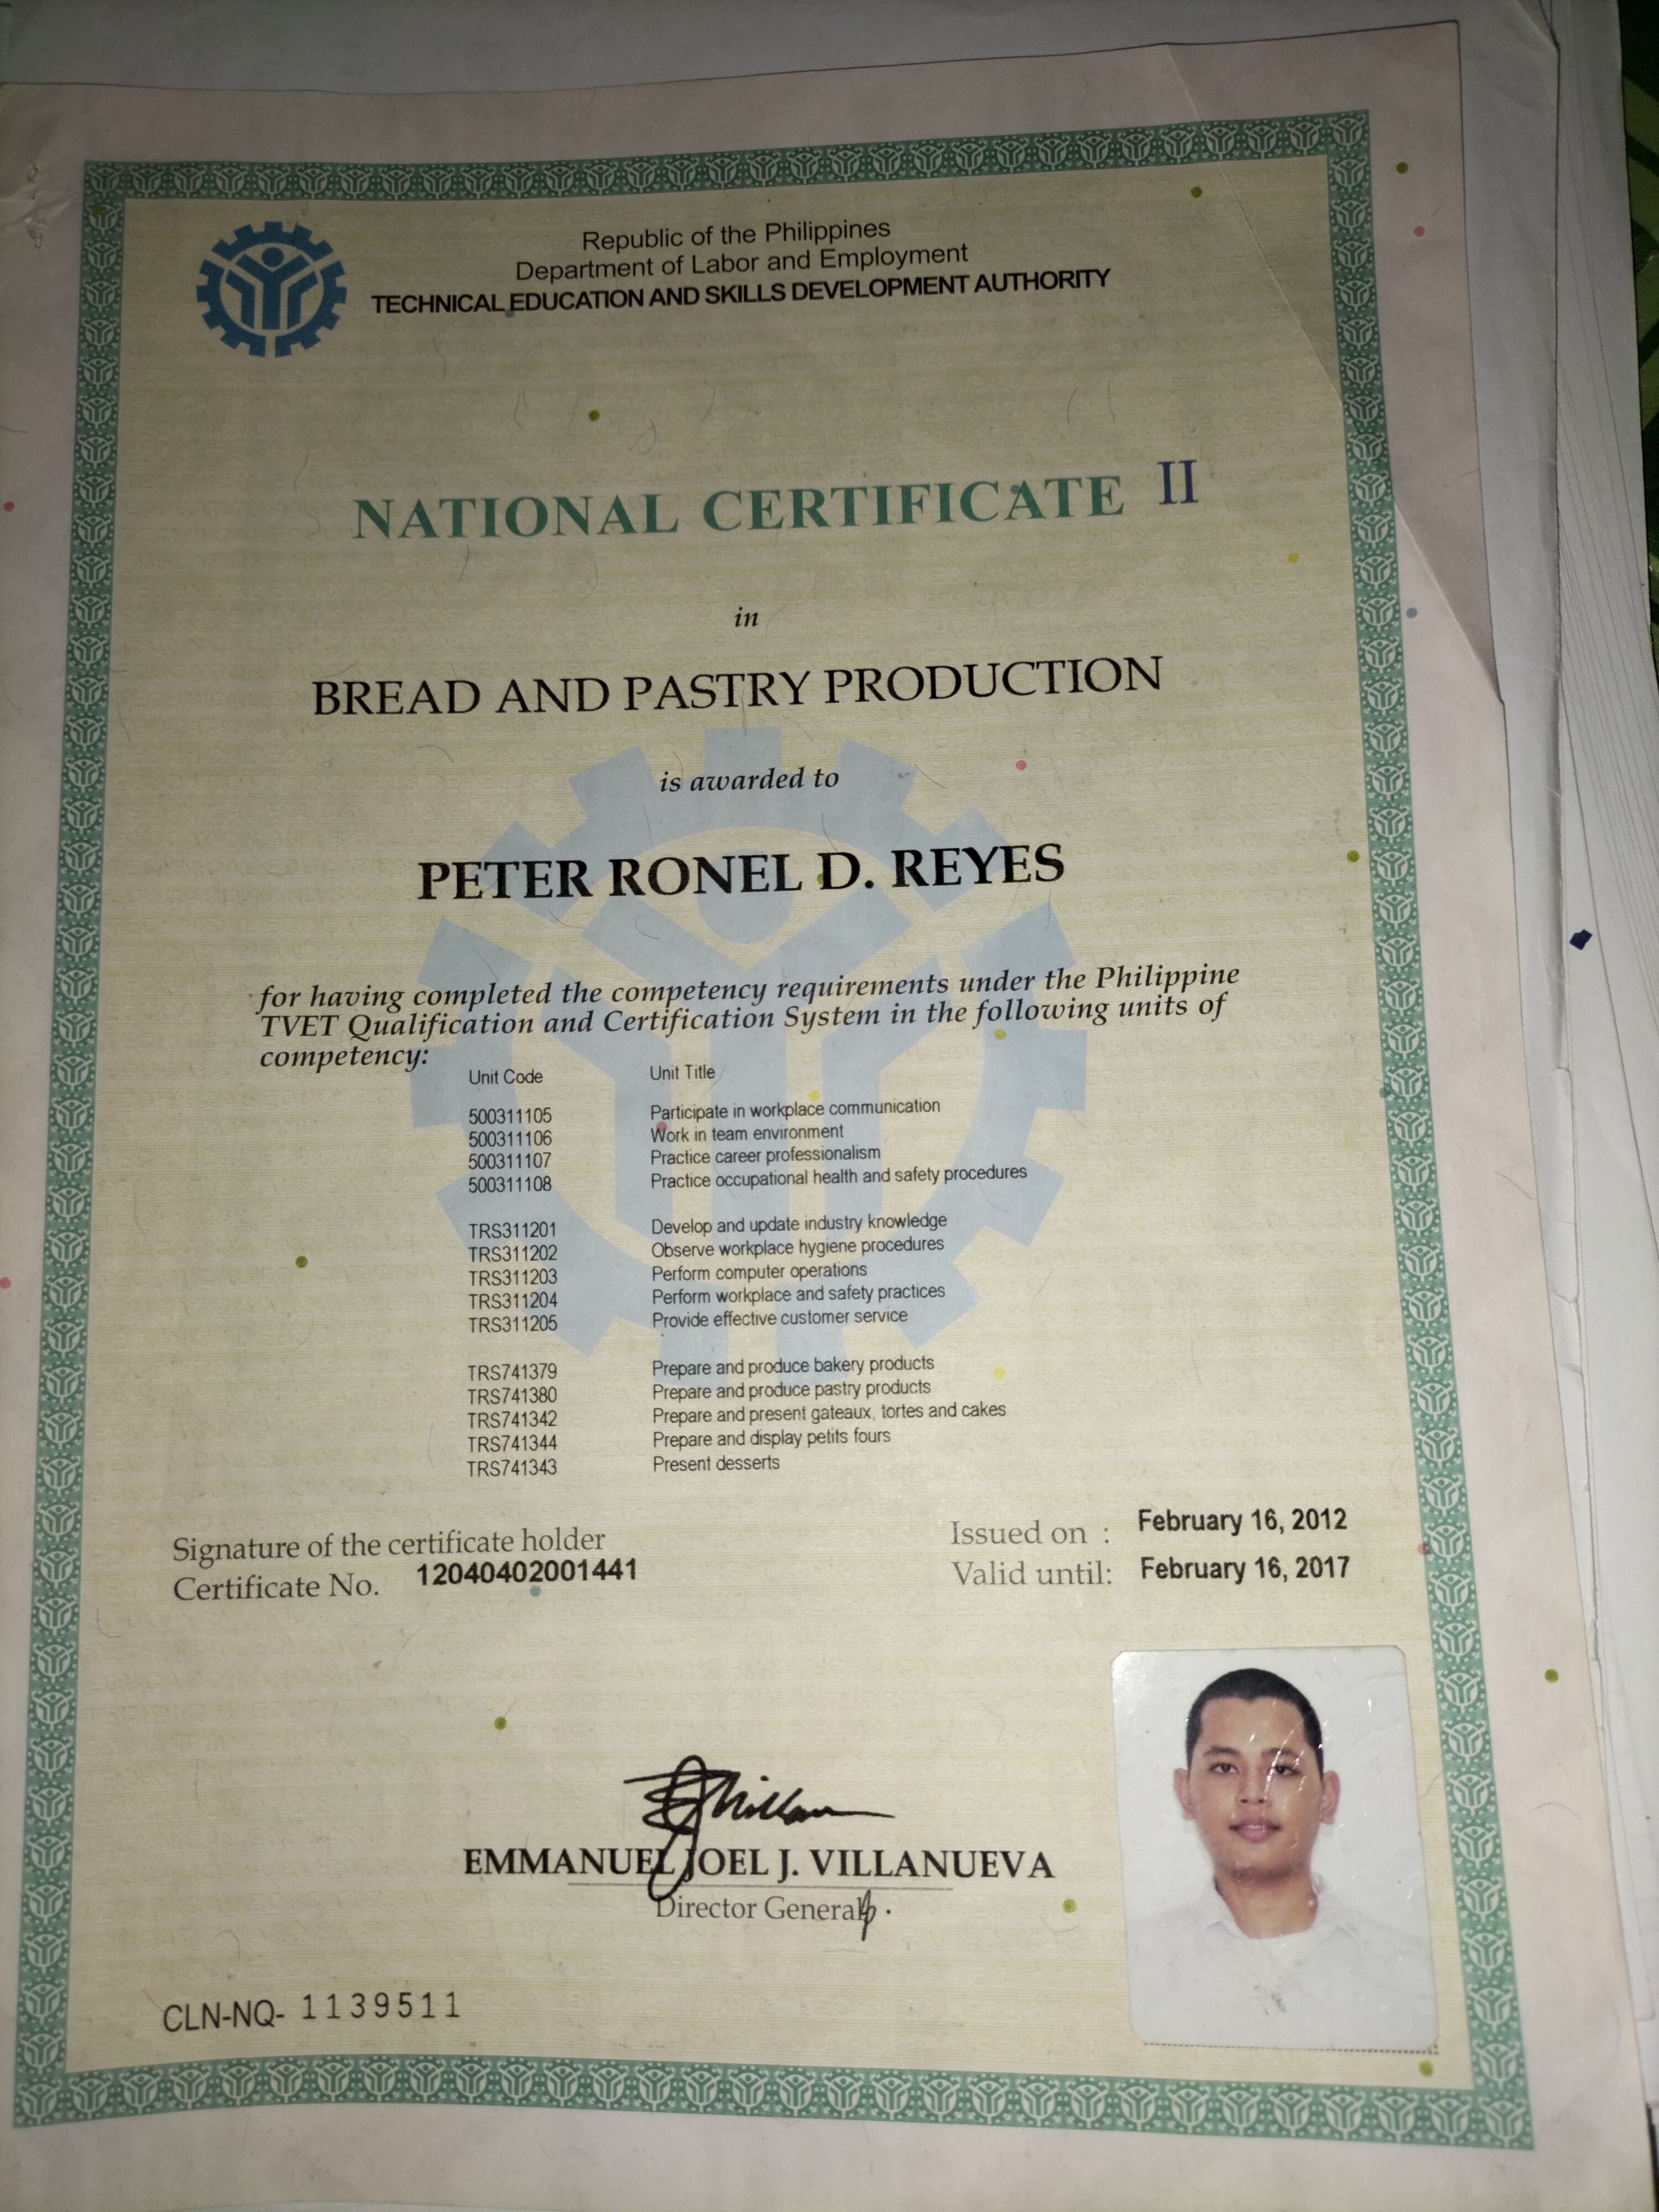 Republic of the Philippines
Department of Labor and Employment
TECHNICAL EDUCATION AND SKILLS DEVELOPMENT AUTHORITY
NATIONAL CERTIFICATE II
in
BREAD AND PASTRY PRODUCTION
is awarded to
PETER RONEL D. REYES
for having completed the competency requirements under the Philippine
TVET Qualification and Certification System in the following units of
competency:
Unit Code Unit Title
500311105 Participate in workplace communication
500311106 Work in team environment
500311107 Practice career professionalism
500311108 Practice occupational health and safety procedures
TRS311201 Develop and update industry knowledge
TRS311202 Observe workplace hygiene procedures
TRS311203 Perform computer operations
TRS311204 Perform workplace and safety practices
TRS311205 Provide effective customer service
TRS741379 Prepare and produce bakery products
TRS741380 Prepare and produce pastry products
TRS741342 Prepare and present gateaux, tortes and cakes
TRS741344 Prepare and display petits fours
TRS741343 Present desserts
Signature of the certificate holder
Certificate No. 12040402001441
Issued on : February 16, 2012
Valid until: February 16, 2017
EMMANUEL JOEL J. VILLANUEVA
Director General
CLN-NQ- 1139511